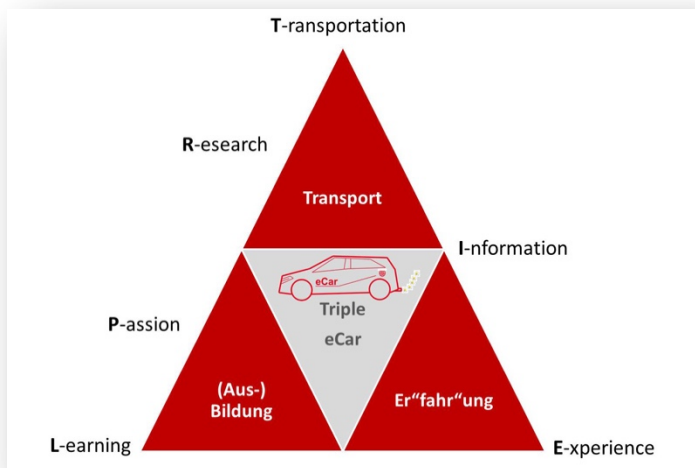 T-ransportation
R-esearch
Transport
I-nformation
eCar
Triple
eCar
P-assion
(Aus-)
Bildung
Er“fahr“ung
L-earning
E-xperience